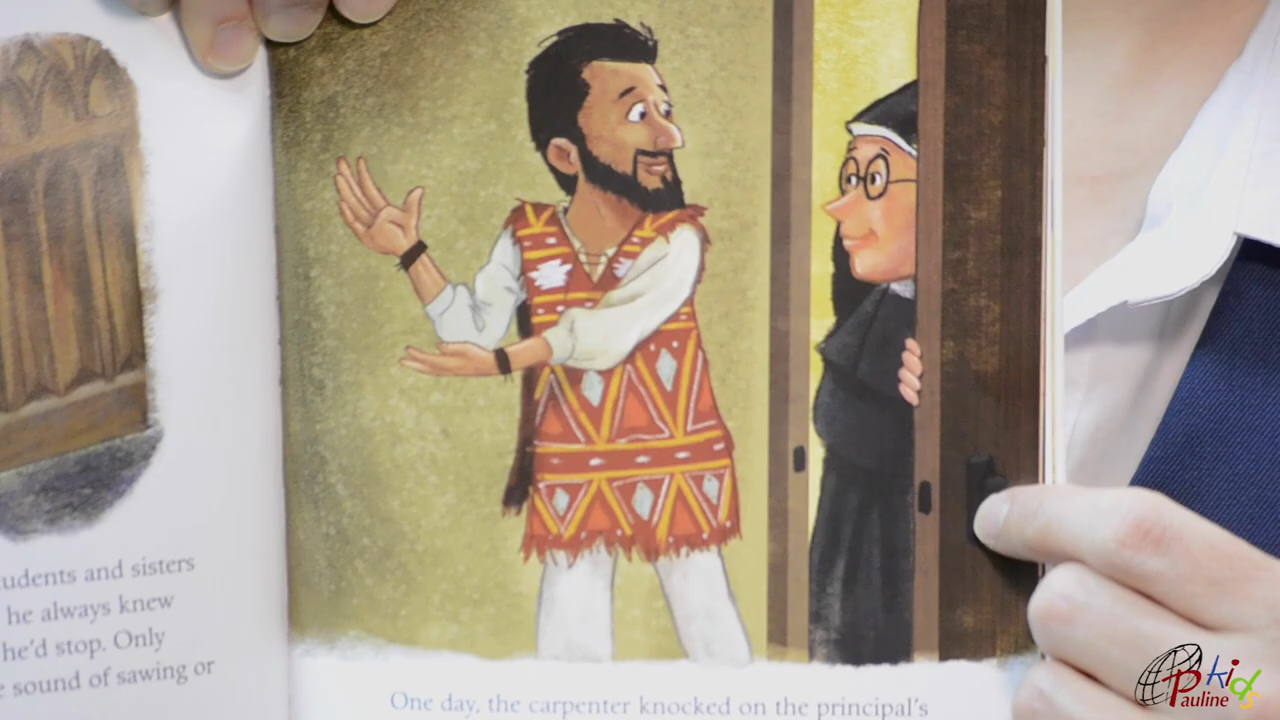 tudents and sisters
he always knew
he'd stop. Only
sound of sawing or
One day, the carpenter knocked on the principal's
Pauline
kids